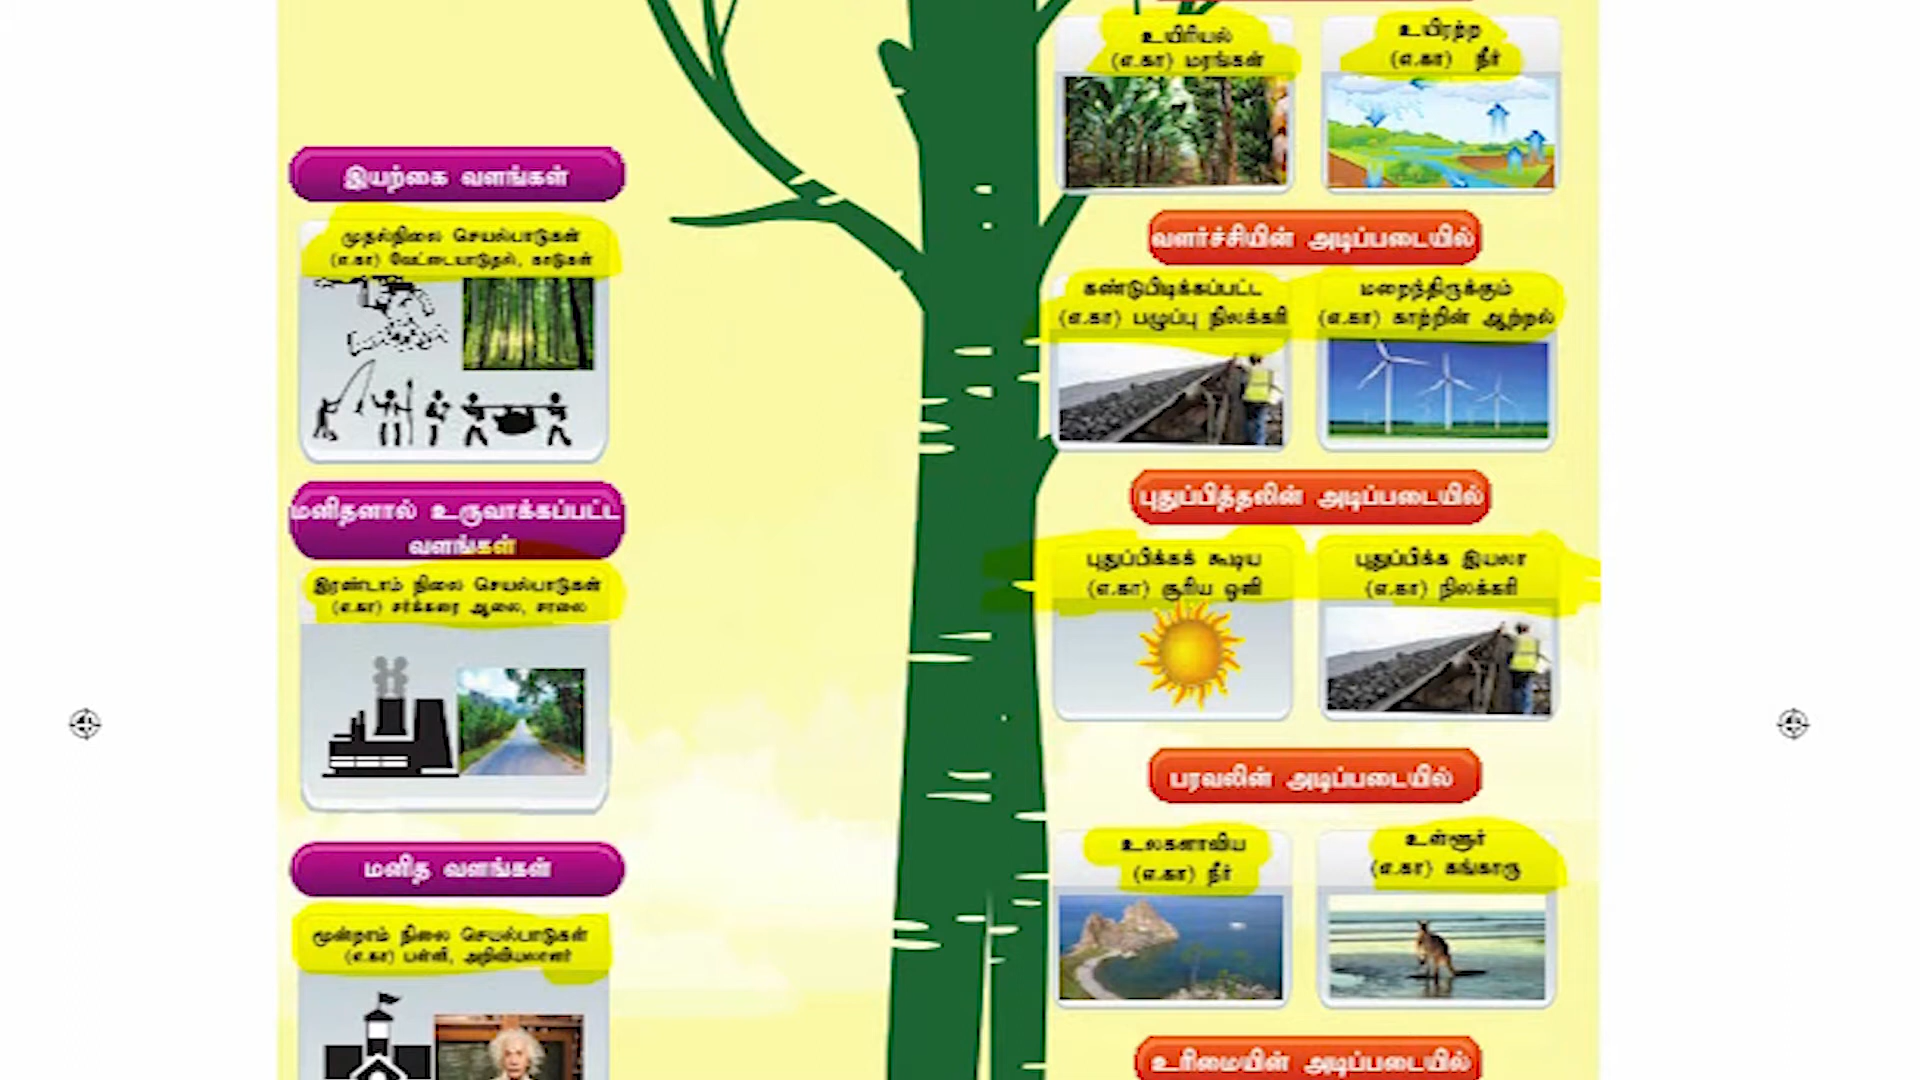 இயற்கை வளங்கள்
முதல்நிலை செயல்பாடுகள்
(எ.கா) வேட்டையாடுதல், காடுகள்
மனிதனால் உருவாக்கப்பட்ட
வளங்கள்
இரண்டாம் நிலை செயல்பாடுகள்
(எ.கா) சர்க்கரை ஆலை, சாலை
மனித வளங்கள்
மூன்றாம் நிலை செயல்பாடுகள்
(எ.கா) பள்ளி, அறிவியலாளர்
உயிரியல்
(எ.கா) மரங்கள்
உயிரற்ற
(எ.கா) நீர்
வளர்ச்சியின் அடிப்படையில்
கண்டுபிடிக்கப்பட்ட
(எ.கா) பழுப்பு நிலக்கரி
மறைந்திருக்கும்
(எ.கா) காற்றின் ஆற்றல்
புதுப்பித்தலின் அடிப்படையில்
புதுப்பிக்கக் கூடிய
(எ.கா) சூரிய ஒளி
புதுப்பிக்க இயலா
(எ.கா) நிலக்கரி
பரவலின் அடிப்படையில்
உலகளாவிய
(எ.கா) நீர்
உள்ளூர்
(எ.கா) கங்காரு
உரிமையின் அடிப்படையில்